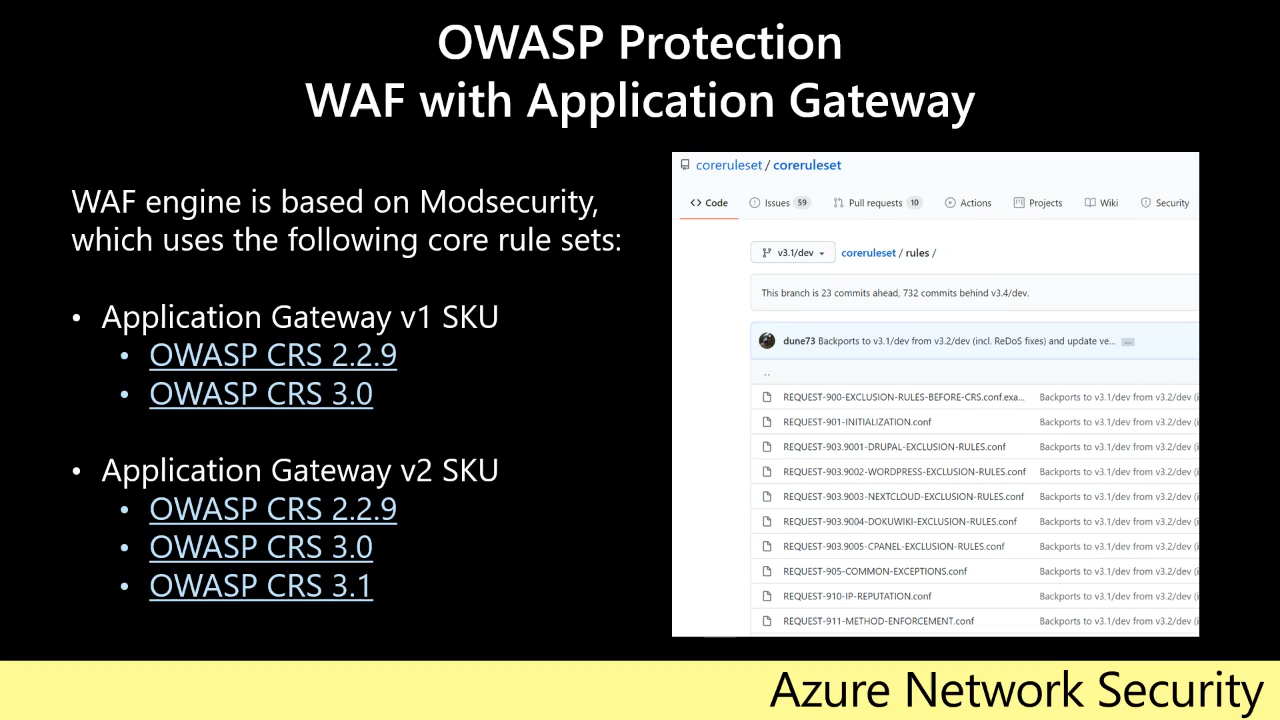 OWASP Protection
WAF with Application Gateway
WAF engine is based on Modsecurity,
which uses the following core rule sets:
• Application Gateway v1 SKU
• OWASP CRS 2.2.9
• OWASP CRS 3.0
• Application Gateway v2 SKU
• OWASP CRS 2.2.9
• OWASP CRS 3.0
• OWASP CRS 3.1
coreruleset / coreruleset
<> Code Issues 59 Pull requests 10 Actions Projects Wiki Security
v3.1/dev coreruleset / rules /
This branch is 23 commits ahead, 732 commits behind v3.4/dev.
dune73 Backports to v3.1/dev from v3.2/dev (incl. ReDoS fixes) and update ve... ...
..
REQUEST-900-EXCLUSION-RULES-BEFORE-CRS.conf.exa... Backports to v3.1/dev from v3.2/dev (i
REQUEST-901-INITIALIZATION.conf Backports to v3.1/dev from v3.2/dev (i
REQUEST-903.9001-DRUPAL-EXCLUSION-RULES.conf Backports to v3.1/dev from v3.2/dev (i
REQUEST-903.9002-WORDPRESS-EXCLUSION-RULES.conf Backports to v3.1/dev from v3.2/dev (i
REQUEST-903.9003-NEXTCLOUD-EXCLUSION-RULES.conf Backports to v3.1/dev from v3.2/dev (i
REQUEST-903.9004-DOKUWIKI-EXCLUSION-RULES.conf Backports to v3.1/dev from v3.2/dev (i
REQUEST-903.9005-CPANEL-EXCLUSION-RULES.conf Backports to v3.1/dev from v3.2/dev (i
REQUEST-905-COMMON-EXCEPTIONS.conf Backports to v3.1/dev from v3.2/dev (i
REQUEST-910-IP-REPUTATION.conf Backports to v3.1/dev from v3.2/dev (i
REQUEST-911-METHOD-ENFORCEMENT.conf Backports to v3.1/dev from v3.2/dev (i
Azure Network Security